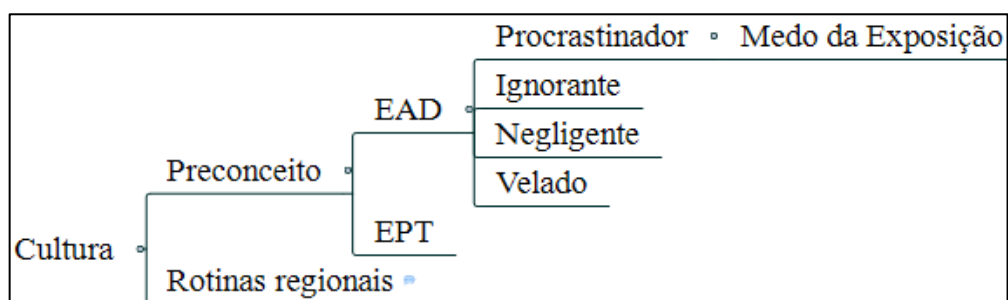 Procrastinador Medo da Exposição
Ignorante
EAD
Negligente
Preconceito
Velado
EPT
Cultura
Rotinas regionais